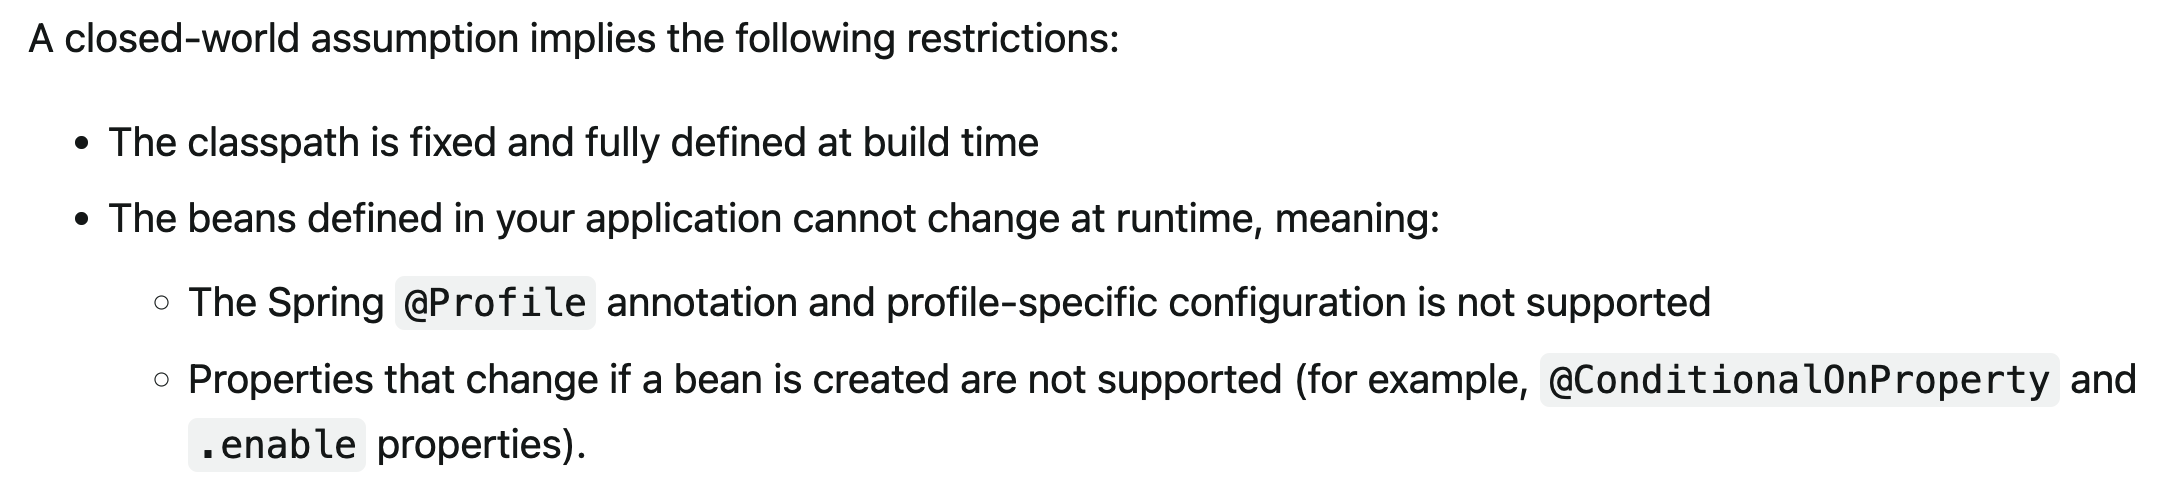 A closed-world assumption implies the following restrictions:
• The classpath is fixed and fully defined at build time
• The beans defined in your application cannot change at runtime, meaning:
◦ The Spring @Profile annotation and profile-specific configuration is not supported
◦ Properties that change if a bean is created are not supported (for example, @ConditionalOnProperty and
.enable properties).